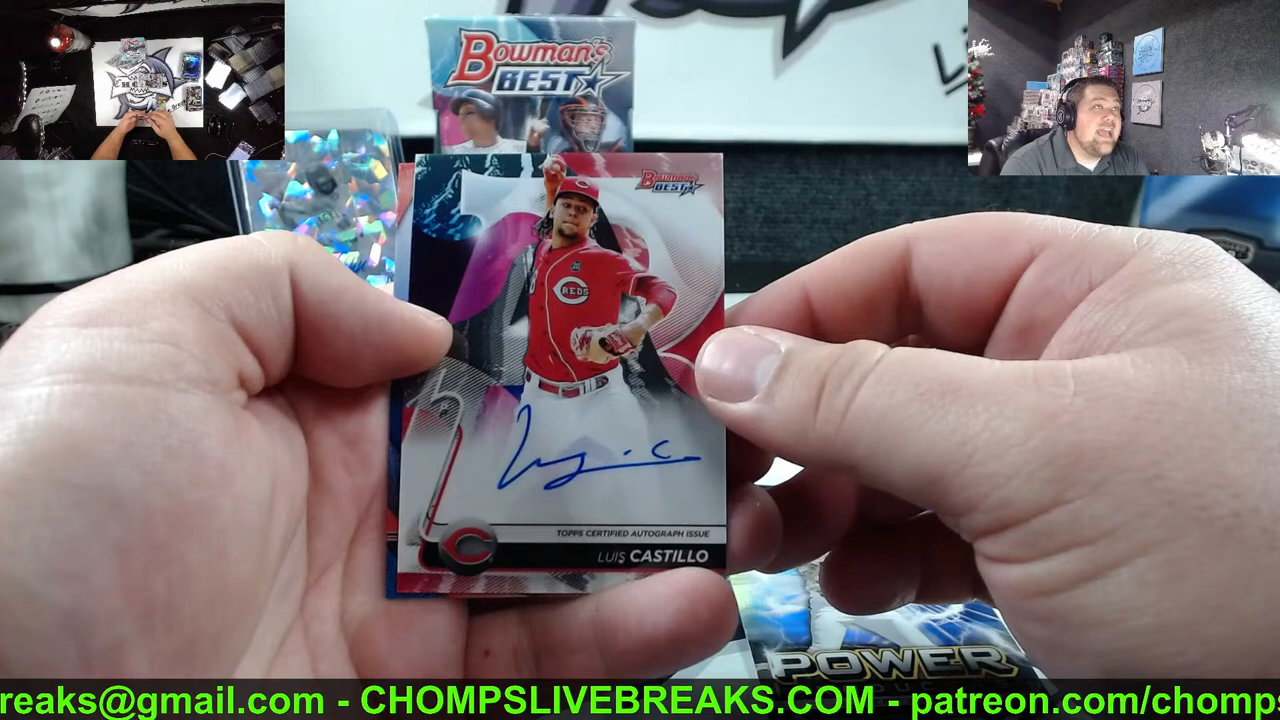 BOWMAN'S
BEST
BOWMAN'S
BEST
REDS
TOPPS CERTIFIED AUTOGRAPH ISSUE
LUIS CASTILLO
POWER
reaks@gmail.com - CHOMPSLIVEBREAKS.COM - patreon.com/chomps